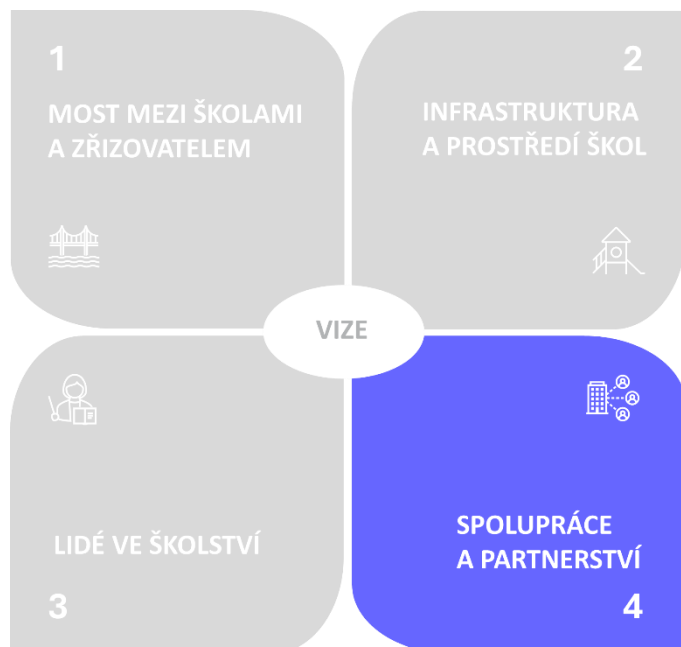 1
MOST MEZI ŠKOLAMI
A ZŘIZOVATELEM
2
INFRASTRUKTURA
A PROSTŘEDÍ ŠKOL
VIZE
LIDÉ VE ŠKOLSTVÍ
3
SPOLUPRÁCE
A PARTNERSTVÍ
4